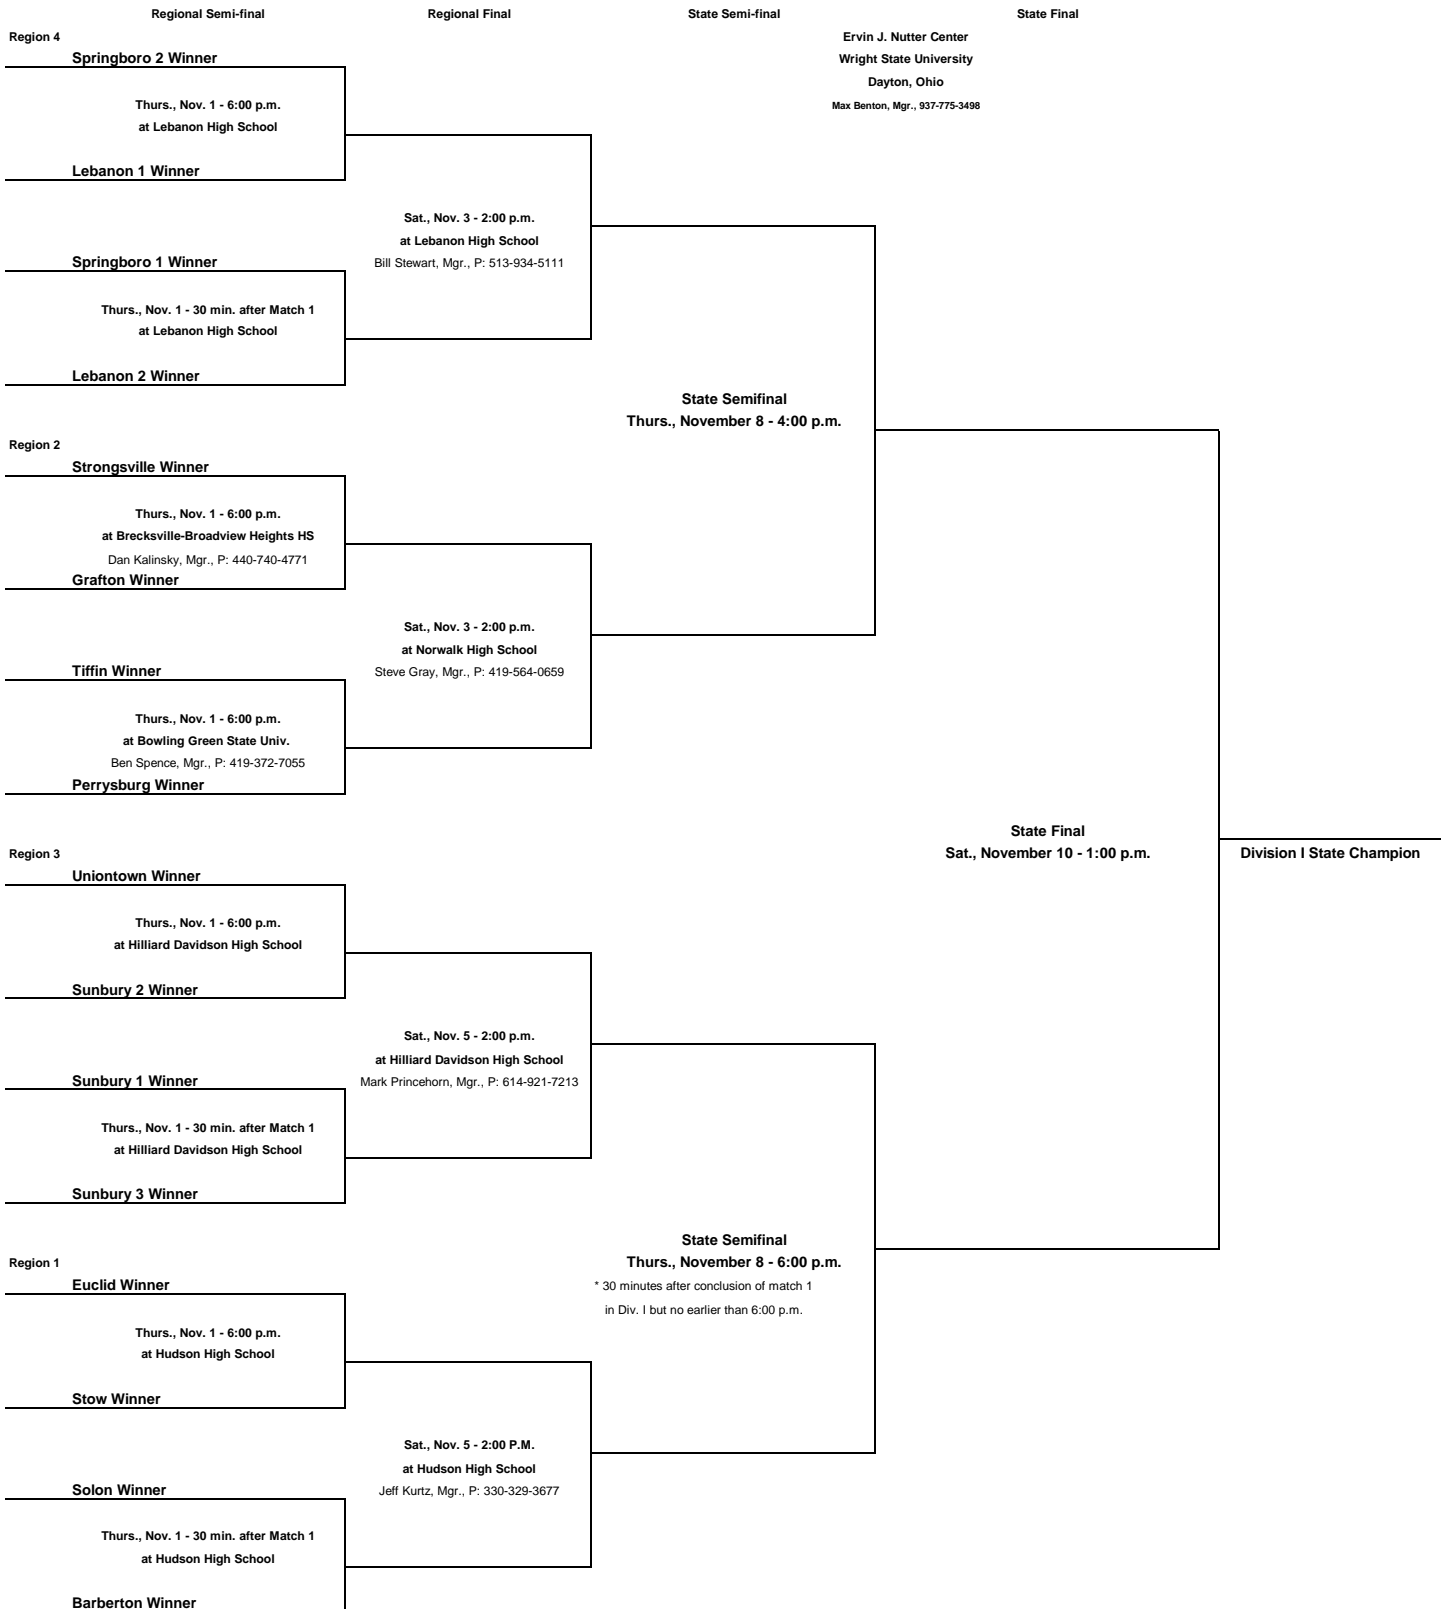 Regional Semi-final
Regional Final
State Semi-final
State Final
Region 4
Ervin J. Nutter Center
Springboro 2 Winner
Wright State University
Dayton, Ohio
Thurs., Nov. 1 - 6:00 p.m.
Max Benton, Mgr., 937-775-3498
at Lebanon High School
Lebanon 1 Winner
Sat., Nov. 3 - 2:00 p.m.
at Lebanon High School
Bill Stewart, Mgr., P: 513-934-5111
Springboro 1 Winner
Thurs., Nov. 1 - 30 min. after Match 1
at Lebanon High School
Lebanon 2 Winner
State Semifinal
Thurs., November 8 - 4:00 p.m.
Region 2
Strongsville Winner
Thurs., Nov. 1 - 6:00 p.m.
at Brecksville-Broadview Heights HS
Dan Kalinsky, Mgr., P: 440-740-4771
Grafton Winner
Sat., Nov. 3 - 2:00 p.m.
at Norwalk High School
Steve Gray, Mgr., P: 419-564-0659
Tiffin Winner
Thurs., Nov. 1 - 6:00 p.m.
at Bowling Green State Univ.
Ben Spence, Mgr., P: 419-372-7055
Perrysburg Winner
State Final
Sat., November 10 - 1:00 p.m.
Division I State Champion
Region 3
Uniontown Winner
Thurs., Nov. 1 - 6:00 p.m.
at Hilliard Davidson High School
Sunbury 2 Winner
Sat., Nov. 5 - 2:00 p.m.
at Hilliard Davidson High School
Mark Princehorn, Mgr., P: 614-921-7213
Sunbury 1 Winner
Thurs., Nov. 1 - 30 min. after Match 1
at Hilliard Davidson High School
Sunbury 3 Winner
State Semifinal
Thurs., November 8 - 6:00 p.m.
* 30 minutes after conclusion of match 1
in Div. I but no earlier than 6:00 p.m.
Region 1
Euclid Winner
Thurs., Nov. 1 - 6:00 p.m.
at Hudson High School
Stow Winner
Sat., Nov. 5 - 2:00 P.M.
at Hudson High School
Jeff Kurtz, Mgr., P: 330-329-3677
Solon Winner
Thurs., Nov. 1 - 30 min. after Match 1
at Hudson High School
Barberton Winner